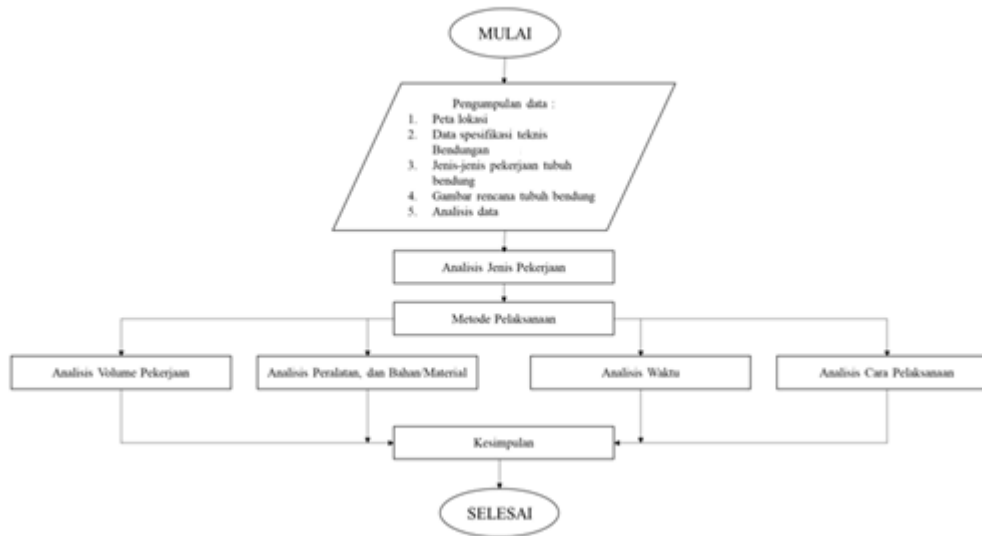 MULAI
Pengumpulan data :
1. Peta lokasi
2. Data spesifikasi teknis
Bendungan
3. Jenis-jenis pekerjaan tubuh
bendung
4. Gambar rencana tubuh bendung
5. Analisis data
Analisis Jenis Pekerjaan
Metode Pelaksanaan
Analisis Volume Pekerjaan
Analisis Peralatan, dan Bahan/Material
Analisis Waktu
Analisis Cara Pelaksanaan
Kesimpulan
SELESAI